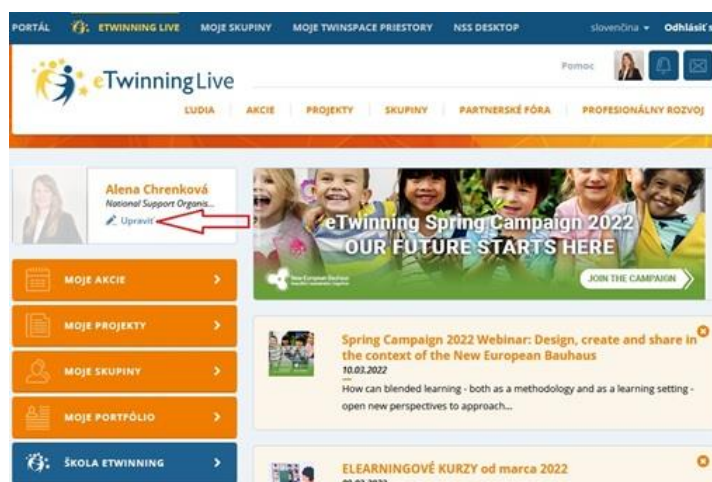 PORTÁL ETWINNING LIVE MOJE SKUPINY MOJE TWINSPACE PRIESTORY NSS DESKTOP slovenčina Odhlásiť s
eTwinning Live
Pomoc
ĽUDIA AKCIE PROJEKTY SKUPINY PARTNERSKÉ FÓRA PROFESIONÁLNY ROZVOJ
Alena Chrenková
National Support Organis...
Upraviť
eTwinning Spring Campaign 2022
OUR FUTURE STARTS
HERE
New European Bauhaus
JOIN THE CAMPAIGN
MOJE AKCIE
MOJE PROJEKTY
MOJE SKUPINY
MOJE PORTFÓLIO
ŠKOLA ETWINNING
Spring Campaign 2022 Webinar: Design, create and share in
the context of the New European Bauhaus
10.03.2022
How can blended learning - both as a methodology and as a learning setting -
open new perspectives to approach...
ELEARNINGOVÉ KURZY od marca 2022